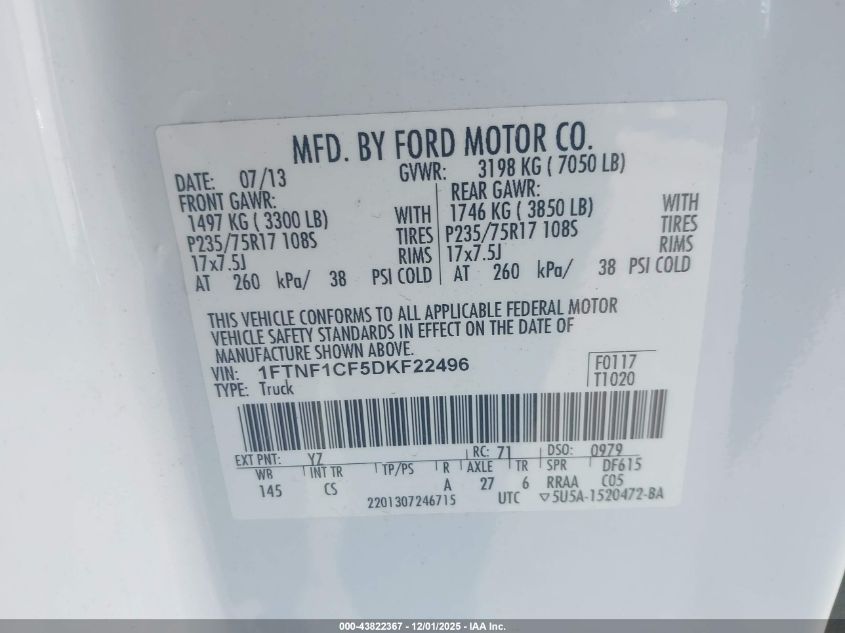 MFD. BY FORD MOTOR CO.
DATE: 07/13 GVWR: 3198 KG ( 7050 LB)
FRONT GAWR: REAR GAWR:
1497 KG ( 3300 LB) WITH 1746 KG ( 3850 LB) WITH
P235/75R17 108S TIRES P235/75R17 108S TIRES
17x7.5J RIMS 17x7.5J RIMS
AT 260 kPa/ 38 PSI COLD AT 260 kPa/ 38 PSI COLD
THIS VEHICLE CONFORMS TO ALL APPLICABLE FEDERAL MOTOR
VEHICLE SAFETY STANDARDS IN EFFECT ON THE DATE OF
MANUFACTURE SHOWN ABOVE.
VIN: 1FTNF1CF5DKF22496 F0117
TYPE: Truck T1020
EXT PNT: YZ RC: 71 DSO: 0979
WB INT TR TP/PS R AXLE TR SPR DF615
145 CS A 27 6 RRAA C05
2201307246715 UTC ▽5U5A-1520472-BA
000-43822367 - 12/01/2025 - IAA Inc.